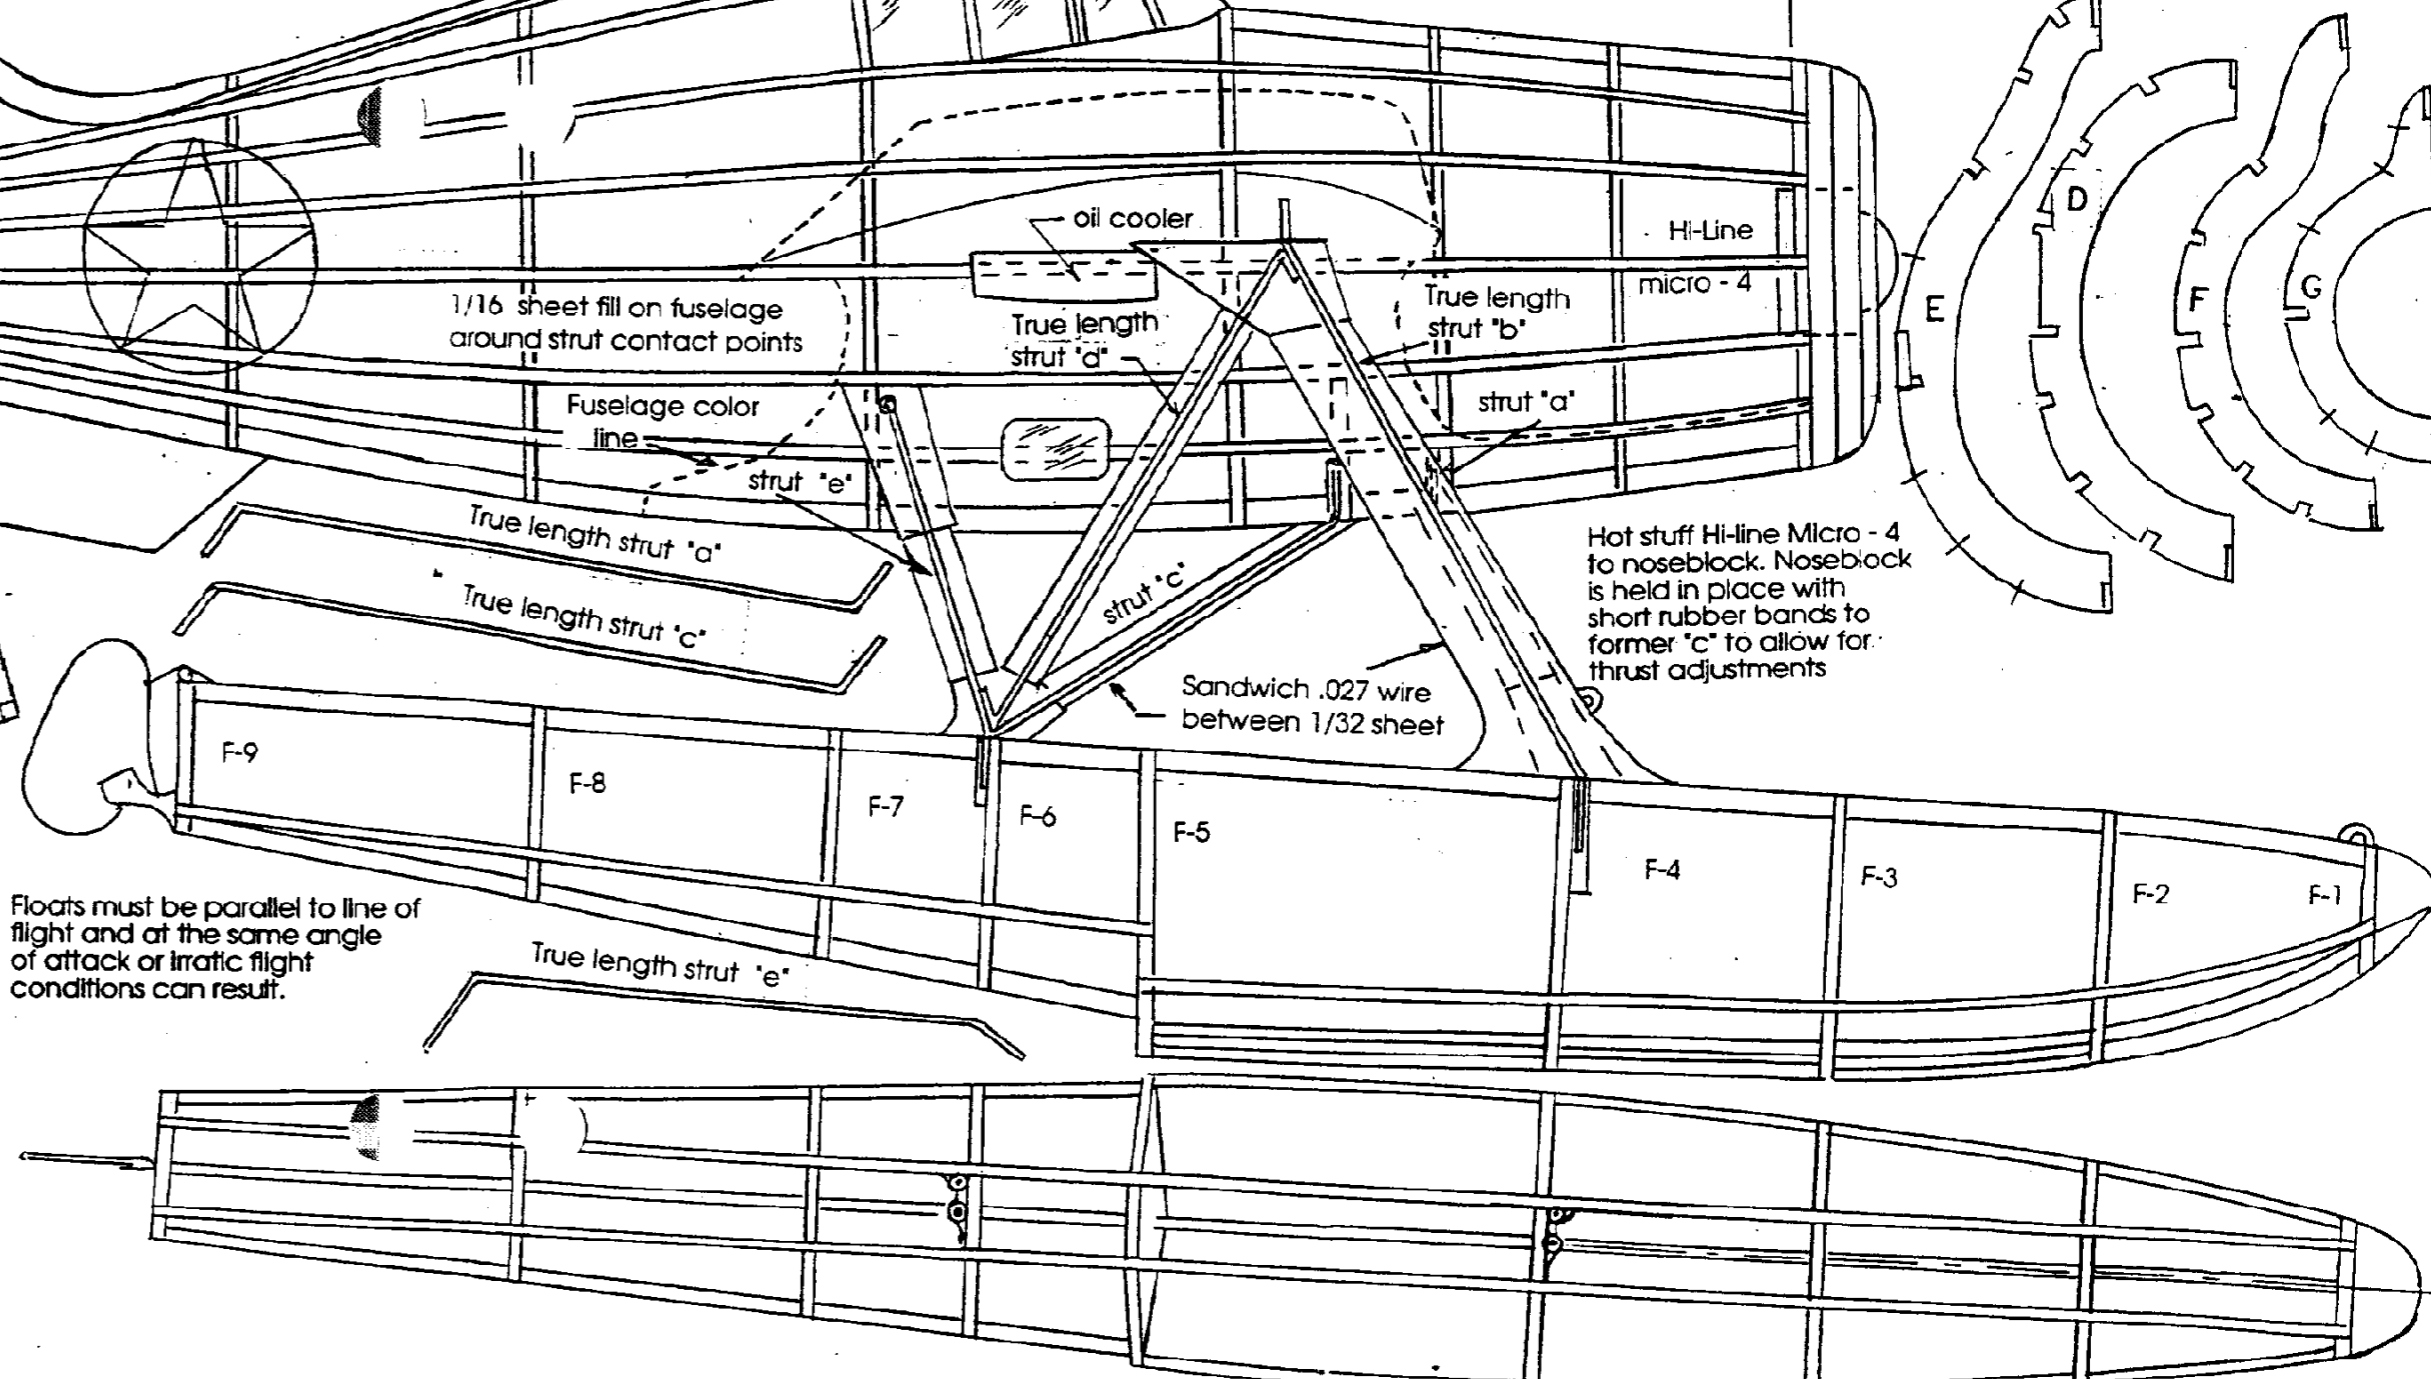 oil cooler
Hi-Line
micro - 4
1/16 sheet fill on fuselage
around strut contact points
True length
strut "d"
True length
strut "b"
strut "a"
Fuselage color
line
strut "e"
True length strut "a"
True length strut "c"
strut "c"
Sandwich .027 wire
between 1/32 sheet
Hot stuff Hi-line Micro - 4
to noseblock. Noseblock
is held in place with
short rubber bands to
former "c" to allow for
thrust adjustments
E
D
F
G
F-9
F-8
F-7
F-6
F-5
F-4
F-3
F-2
F-1
Floats must be parallel to line of
flight and at the same angle
of attack or irratic flight
conditions can result.
True length strut "e"